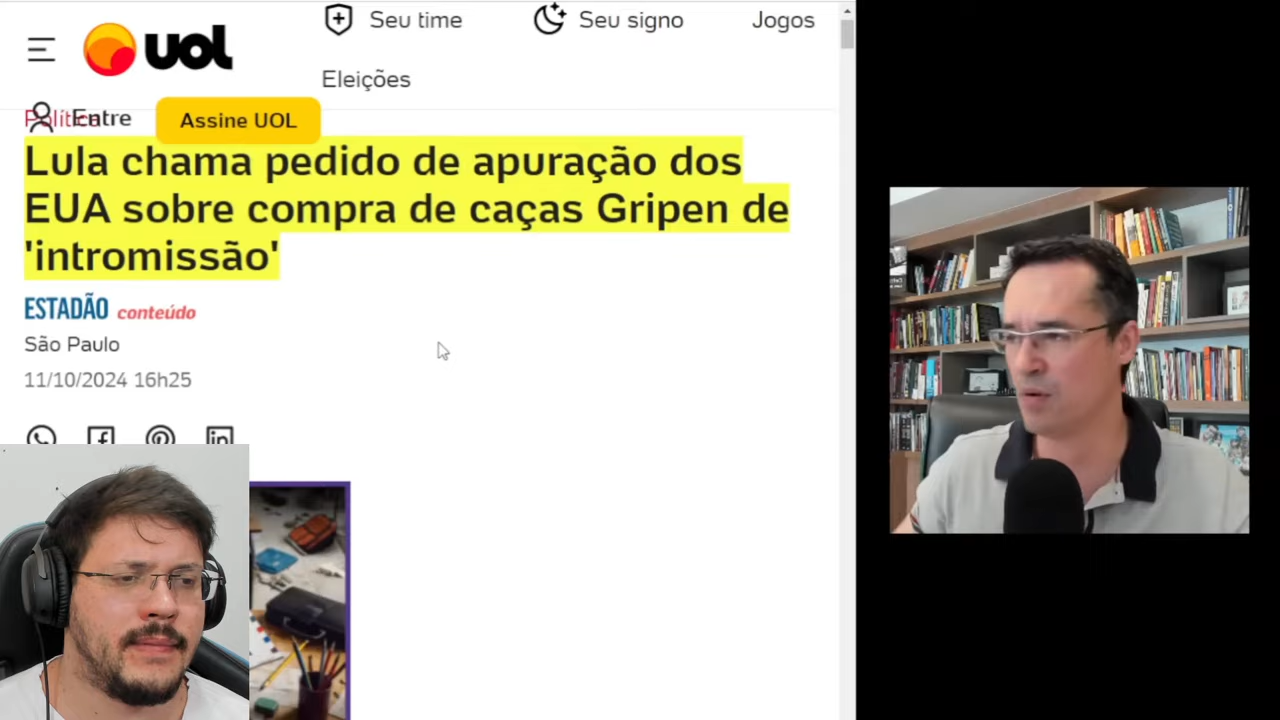 Seu time
Seu signo
Jogos
uol
Eleições
Política
Entre
Assine UOL
Lula chama pedido de apuração dos
EUA sobre compra de caças Gripen de
'intromissão'
ESTADÃO conteúdo
São Paulo
11/10/2024 16h25